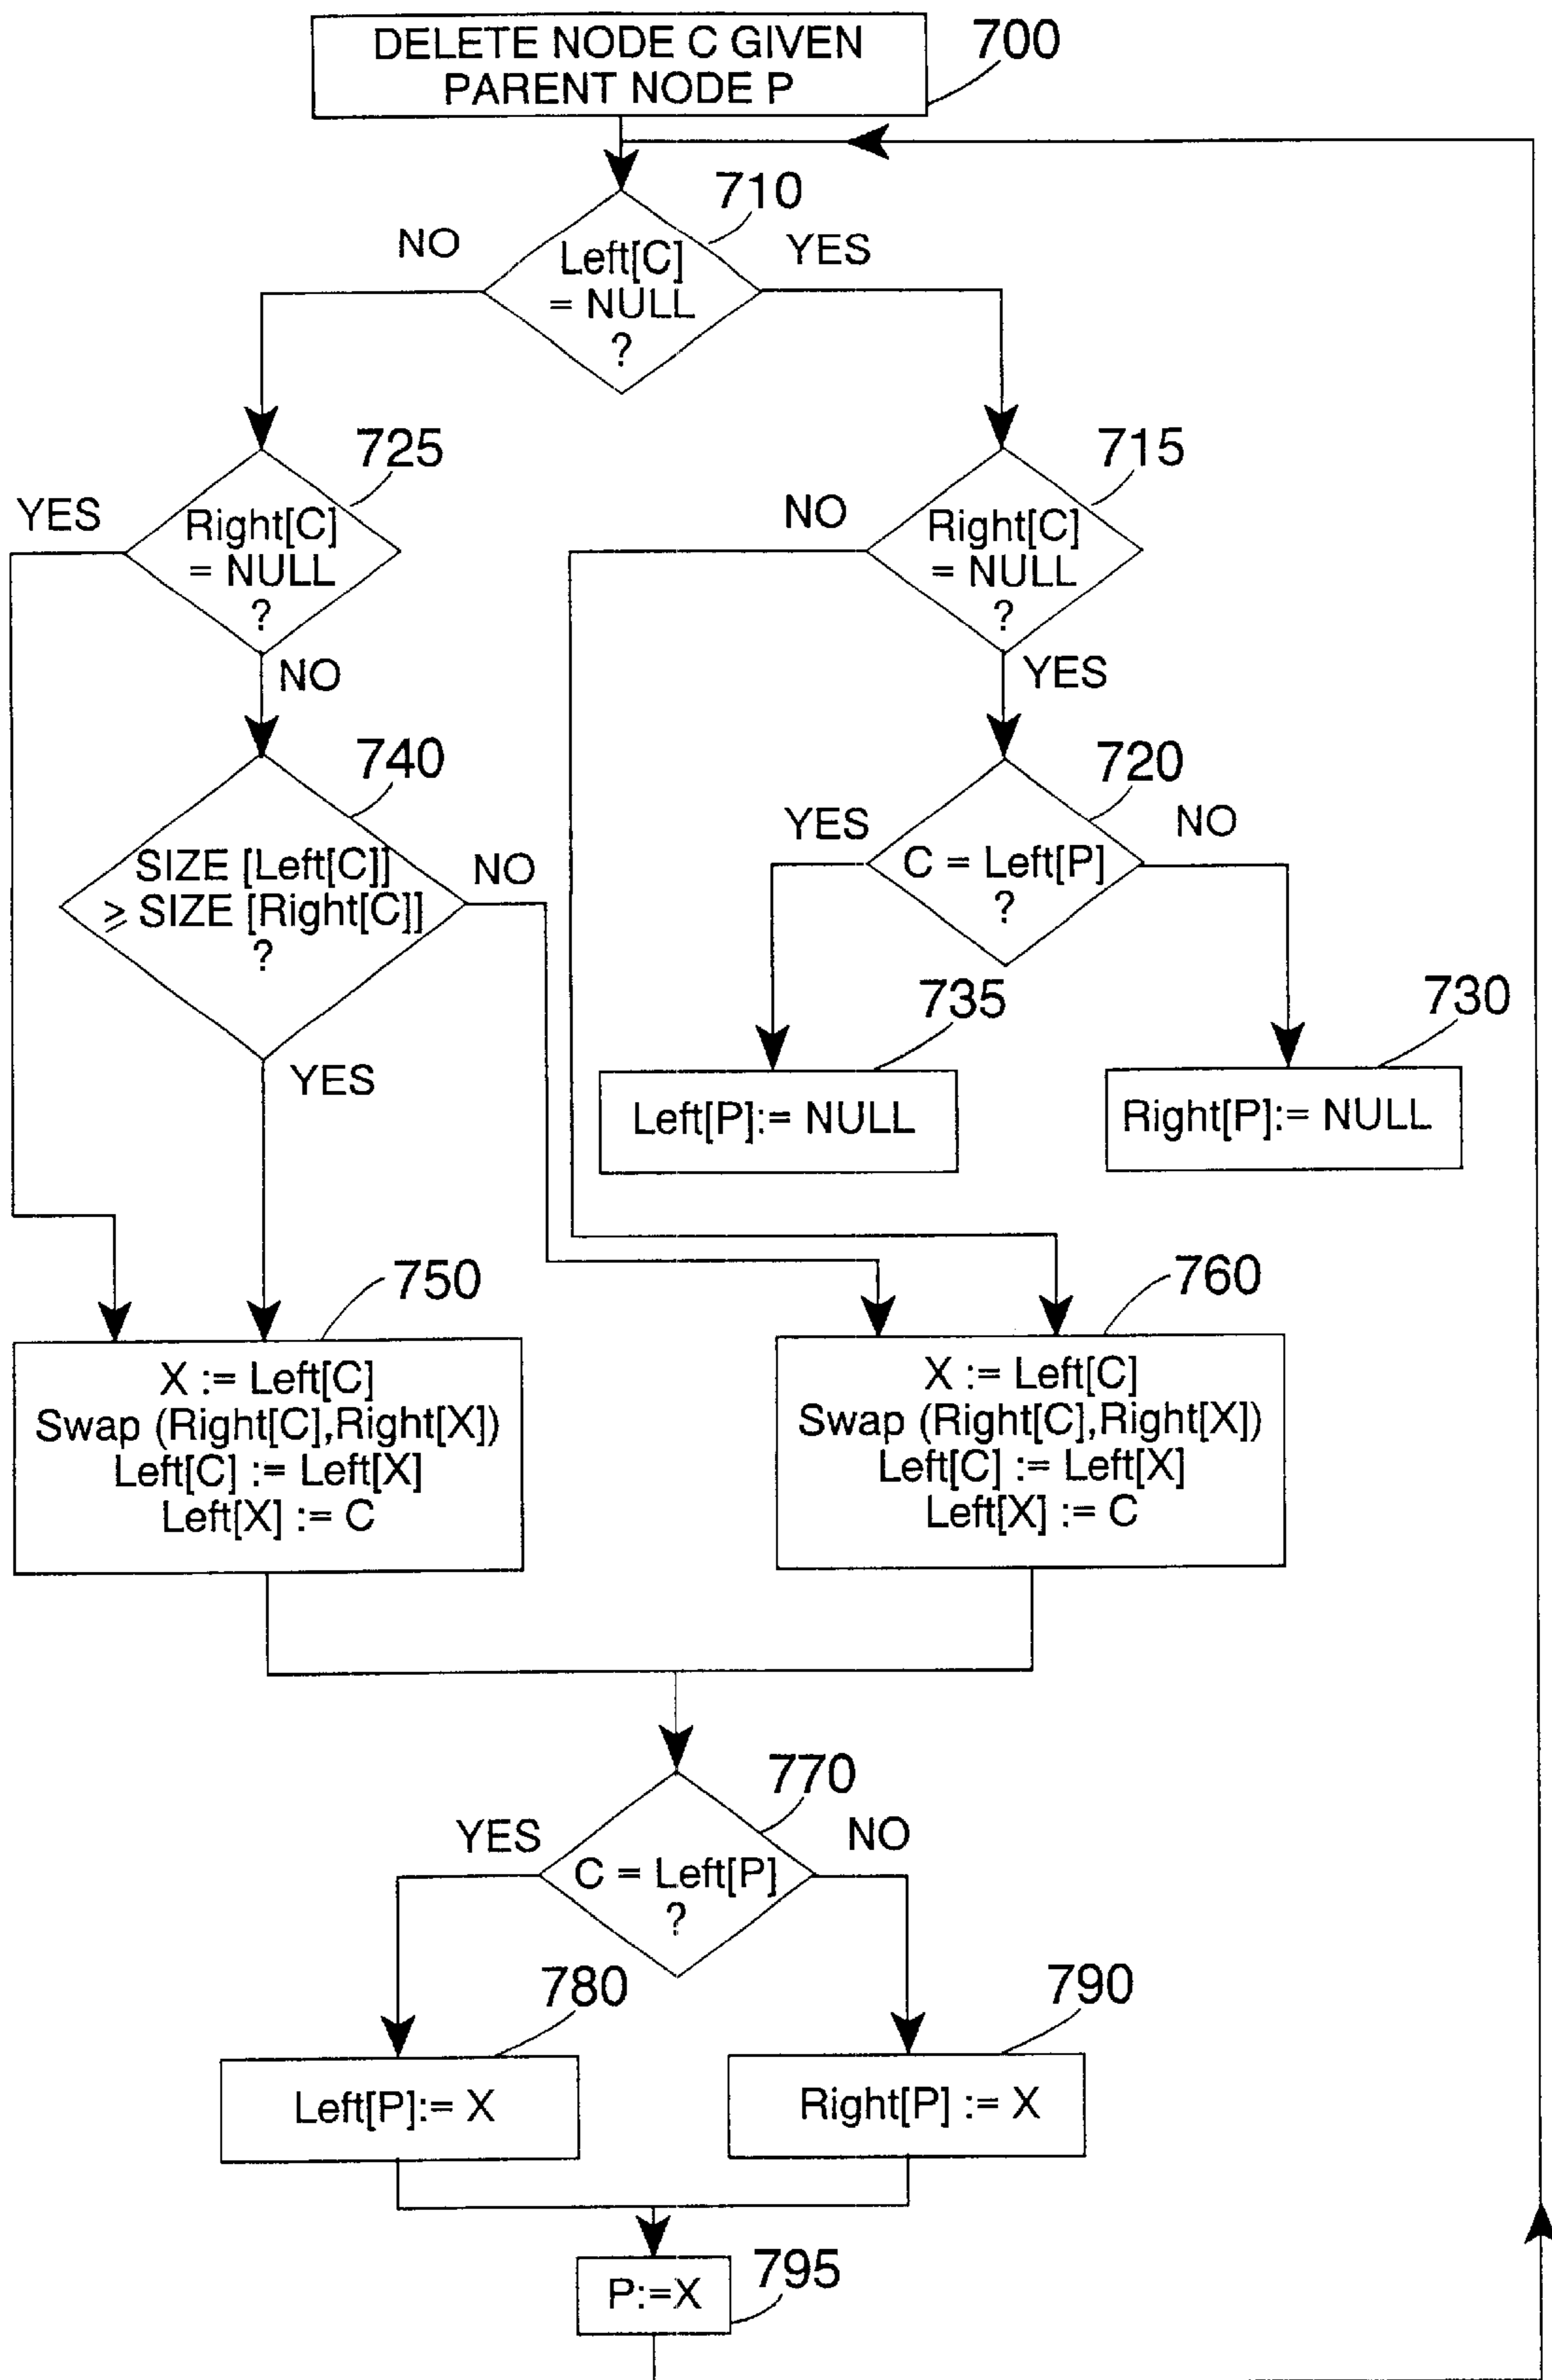 DELETE NODE C GIVEN
PARENT NODE P
700
710
NO
YES
Left[C]
= NULL
?
725
715
YES
NO
Right[C]
= NULL
?
Right[C]
= NULL
?
NO
YES
740
720
SIZE [Left[C]]
⩾ SIZE [Right[C]]
?
NO
YES
NO
C = Left[P]
?
735
730
YES
Left[P]:= NULL
Right[P]:= NULL
750
760
X := Left[C]
Swap (Right[C],Right[X])
Left[C] := Left[X]
Left[X] := C
X := Left[C]
Swap (Right[C],Right[X])
Left[C] := Left[X]
Left[X] := C
770
YES
NO
C = Left[P]
?
780
790
Left[P]:= X
Right[P] := X
795
P:=X